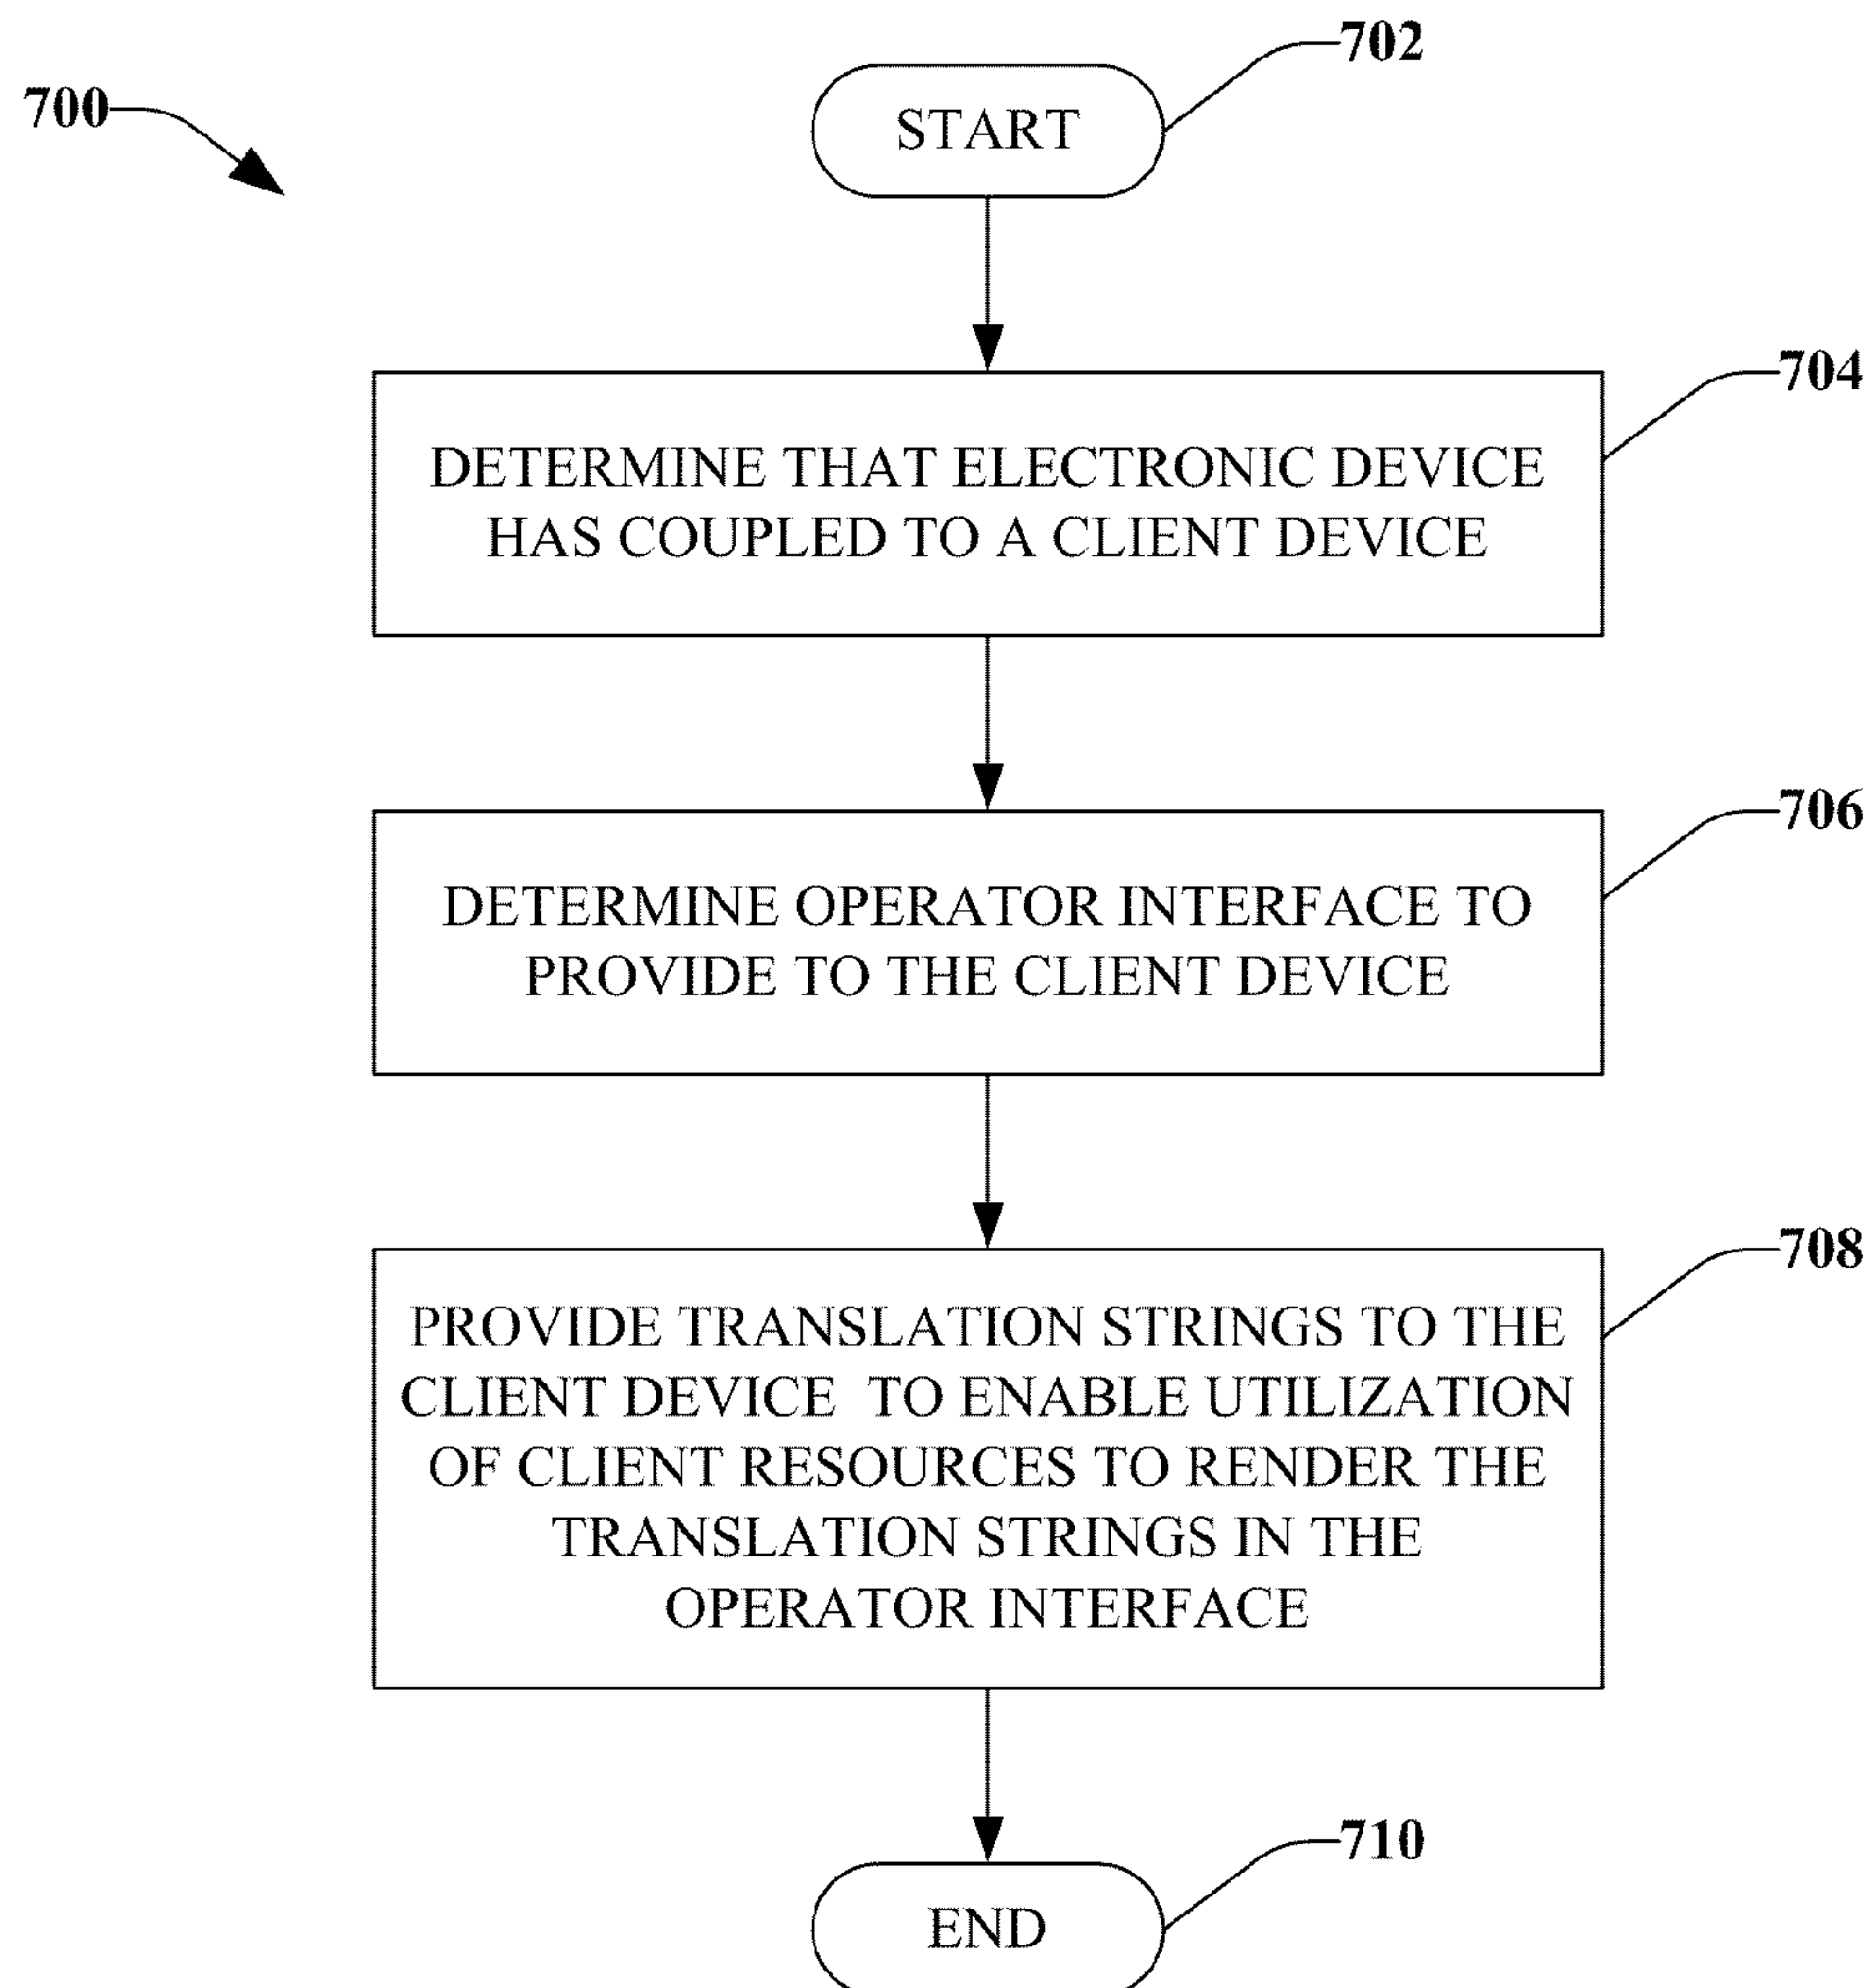 702
700
START
704
DETERMINE THAT ELECTRONIC DEVICE
HAS COUPLED TO A CLIENT DEVICE
706
DETERMINE OPERATOR INTERFACE TO
PROVIDE TO THE CLIENT DEVICE
708
PROVIDE TRANSLATION STRINGS TO THE
CLIENT DEVICE TO ENABLE UTILIZATION
OF CLIENT RESOURCES TO RENDER THE
TRANSLATION STRINGS IN THE
OPERATOR INTERFACE
710
END